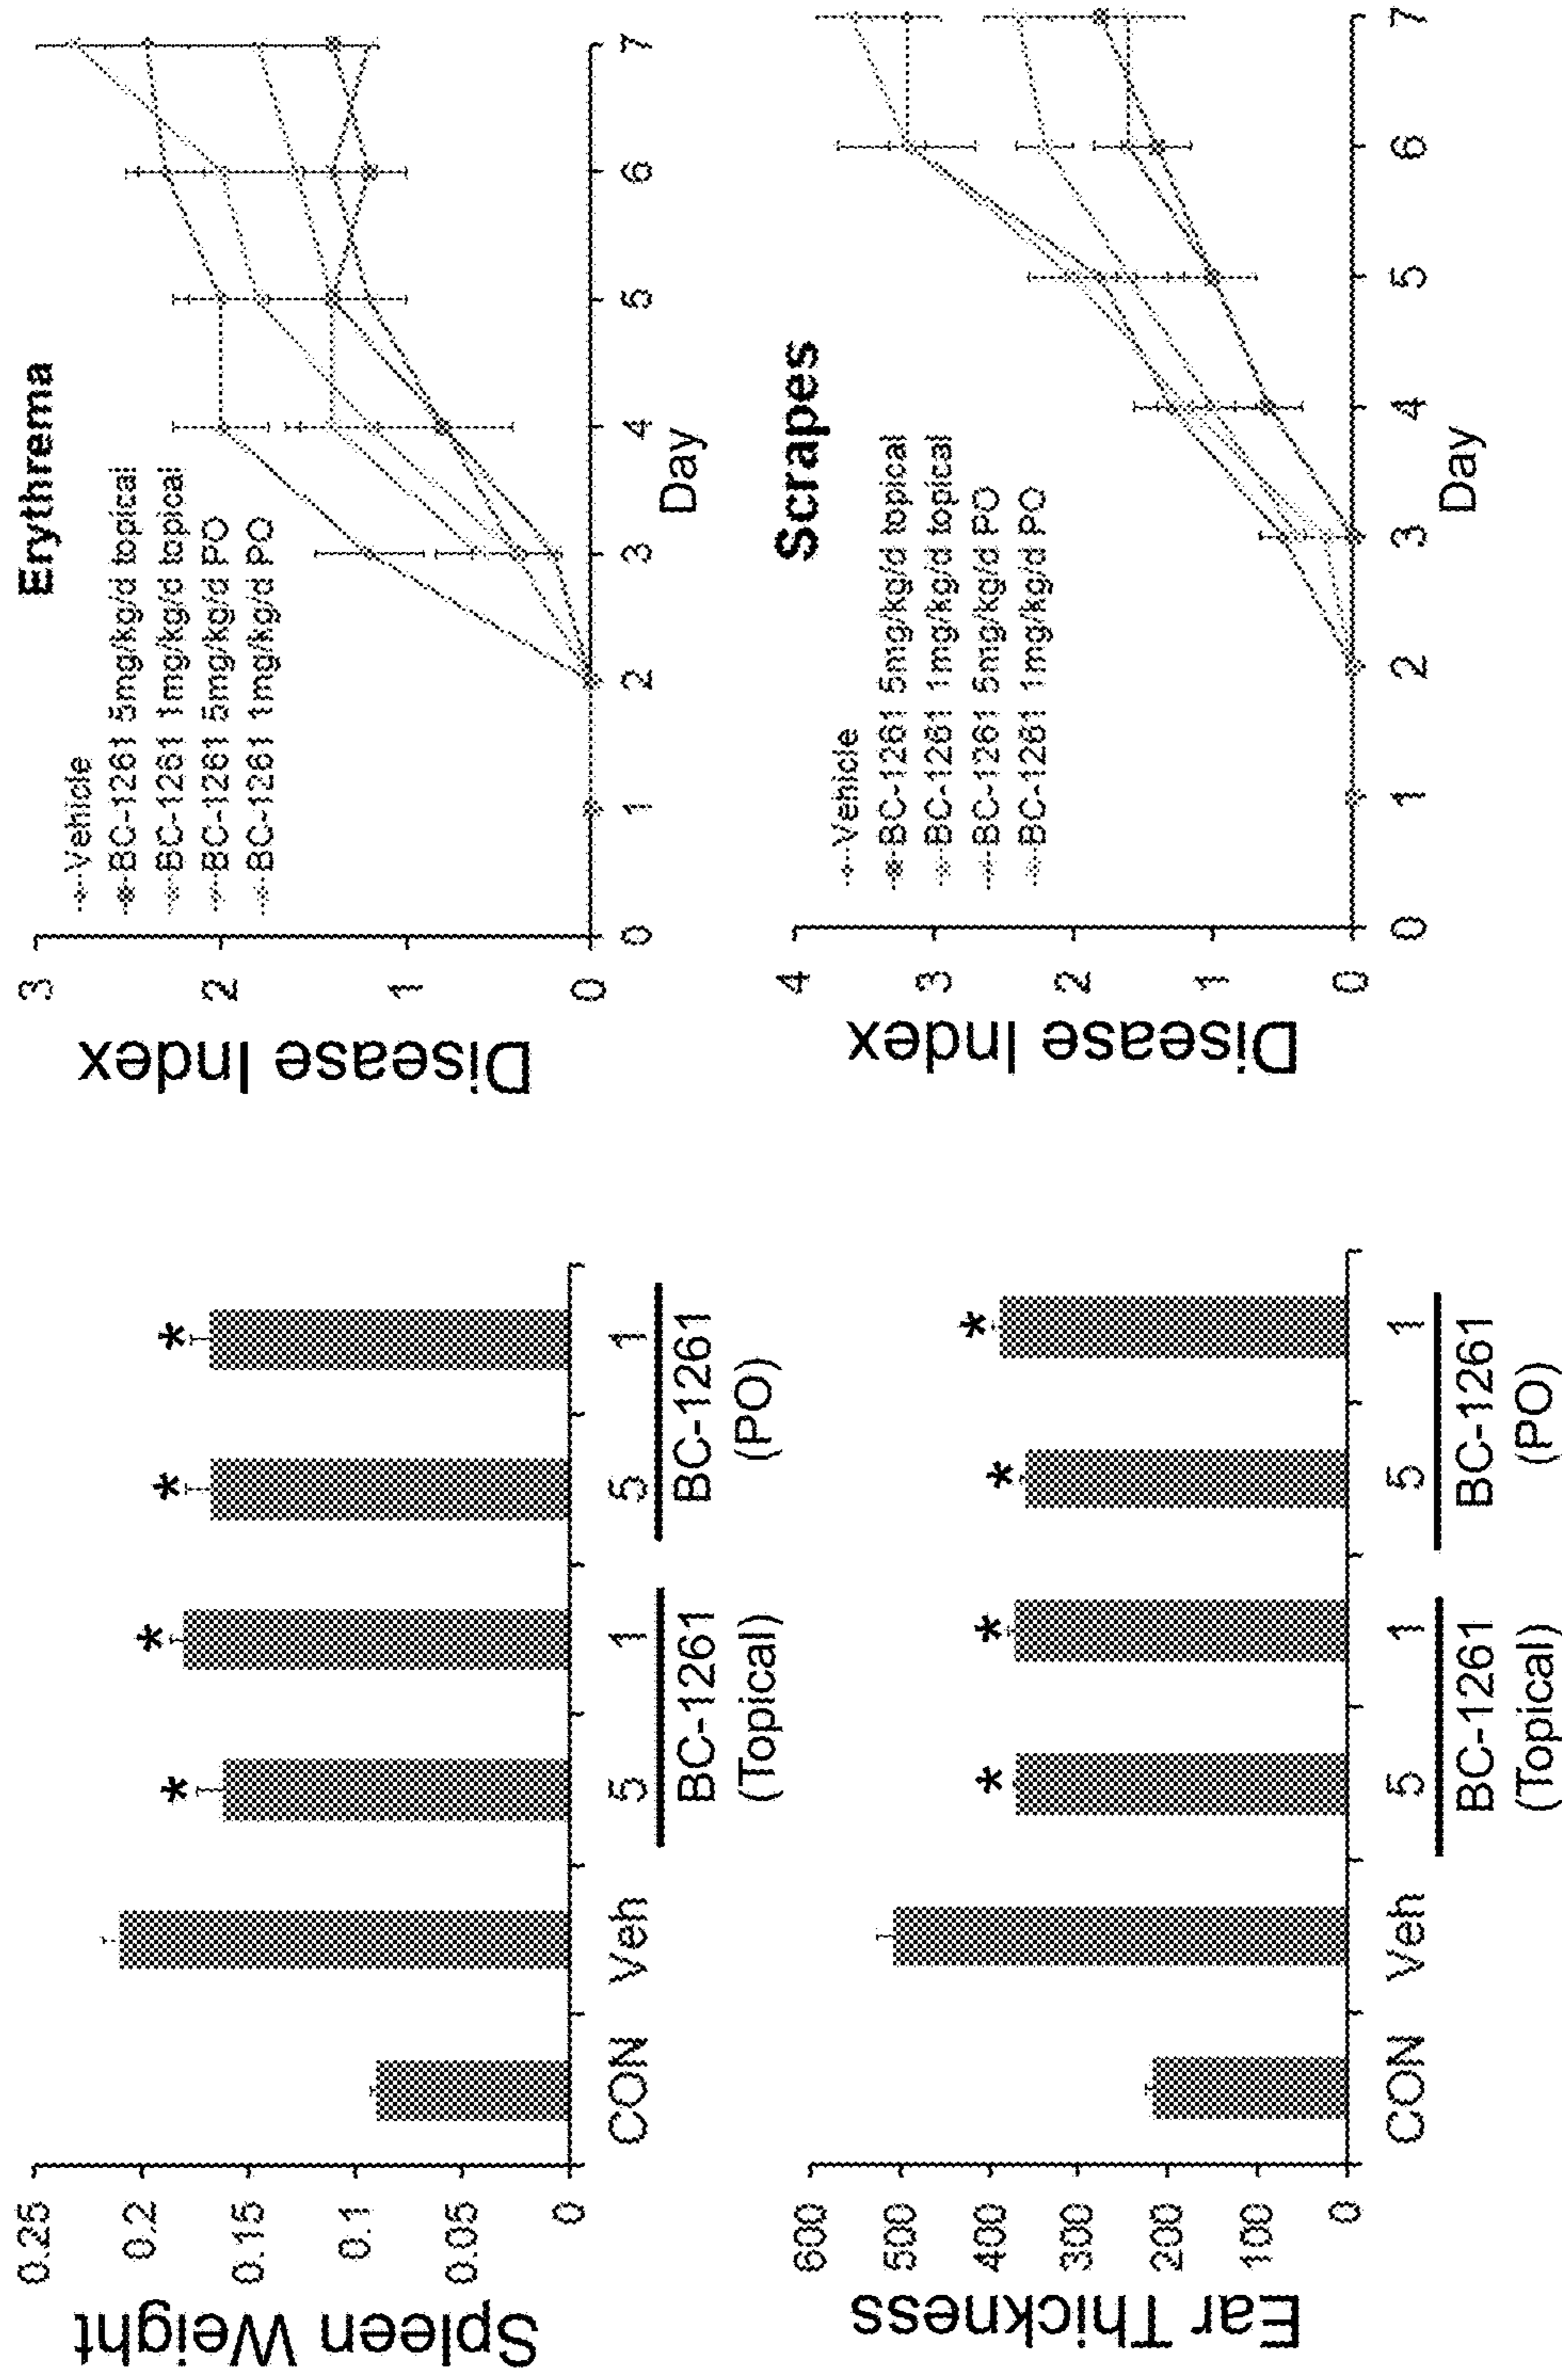 Spleen Weight
0.25
0.2
0.15
0.1
0.05
0
CON Veh 5 1 5 1
* * * *
BC-1261 BC-1261
(Topical) (PO)
Erythrema
Disease Index
3
2
1
0
Vehicle
BC-1261 5mg/kg/d topical
BC-1261 1mg/kg/d topical
BC-1261 5mg/kg/d PO
BC-1261 1mg/kg/d PO
0 1 2 3 4 5 6 7
Day
Ear Thickness
600
500
400
300
200
100
0
CON Veh 5 1 5 1
* * * *
BC-1261 BC-1261
(Topical) (PO)
Scrapes
Disease Index
4
3
2
1
0
Vehicle
BC-1261 5mg/kg/d topical
BC-1261 1mg/kg/d topical
BC-1261 5mg/kg/d PO
BC-1261 1mg/kg/d PO
0 1 2 3 4 5 6 7
Day